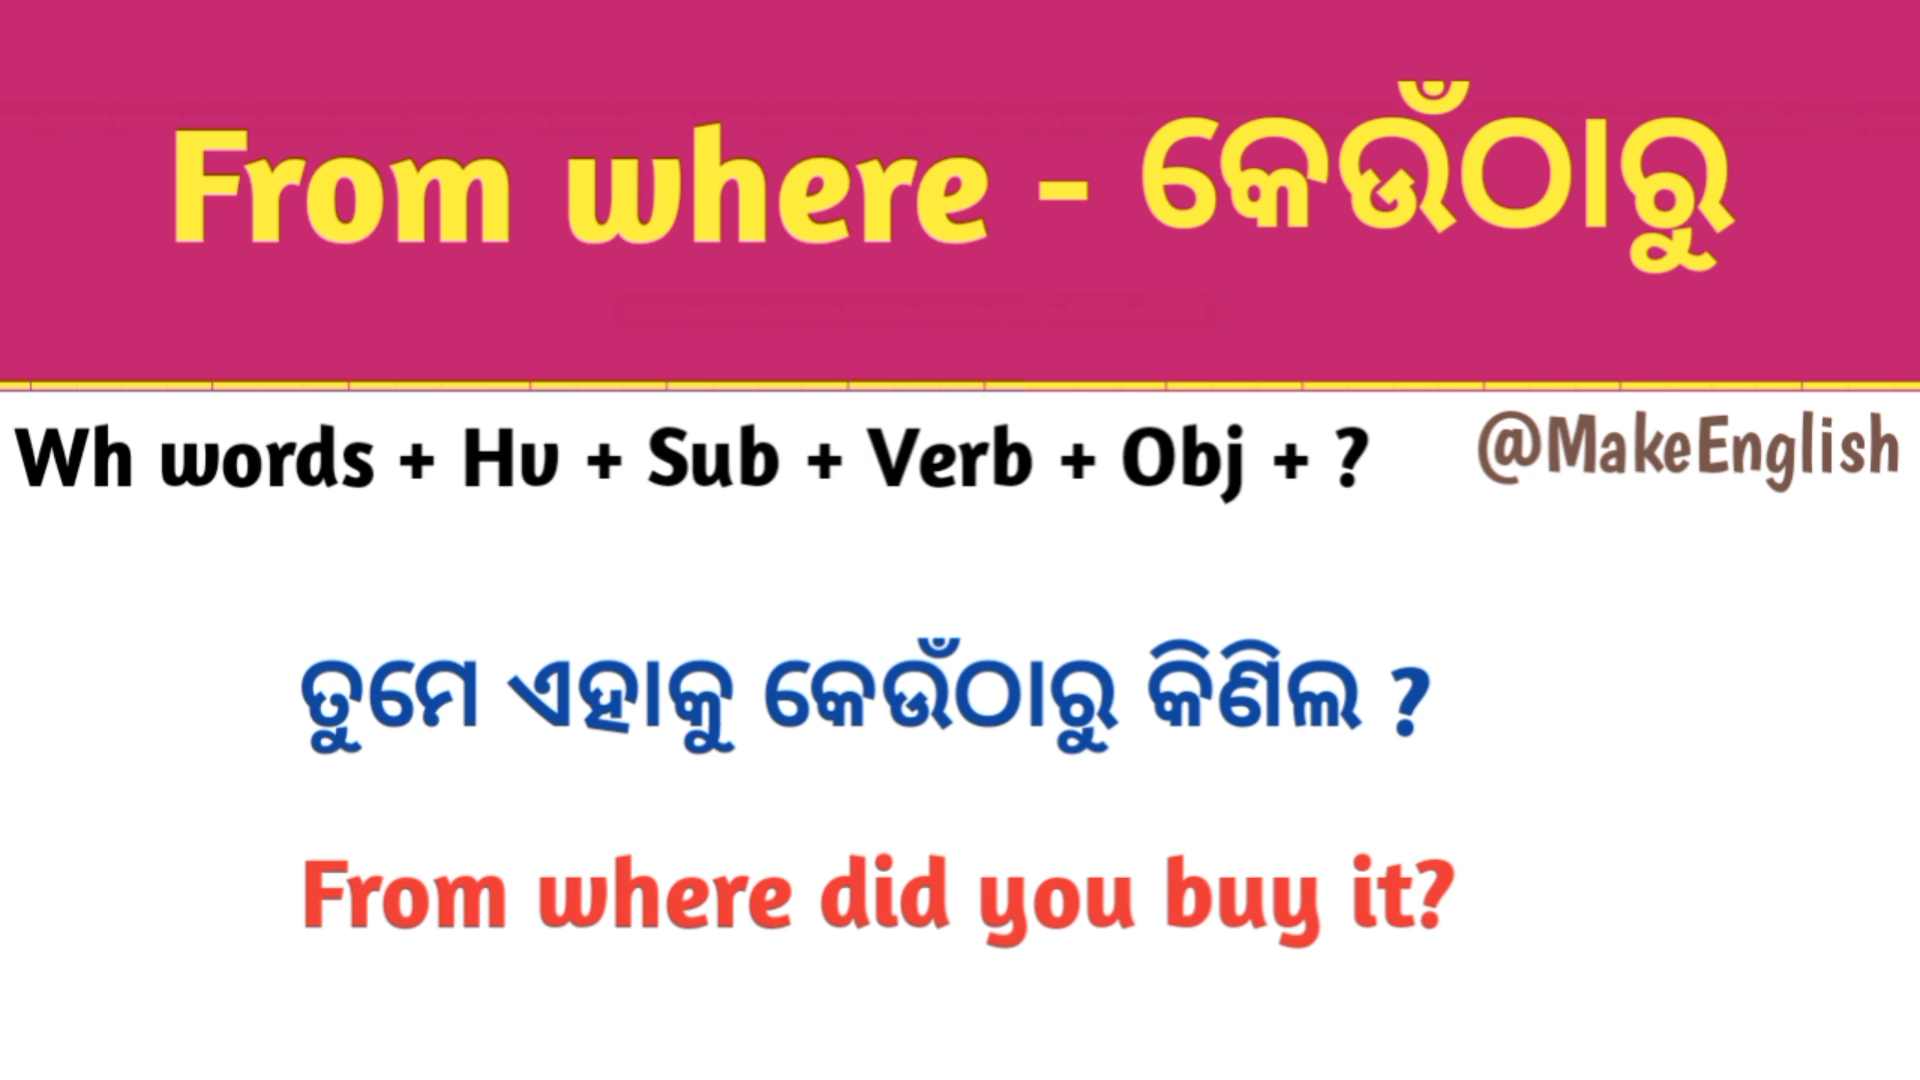 From where - କେଉଁଠାରୁ
Wh words + Hv + Sub + Verb + Obj + ? @MakeEnglish
ତୁମେ ଏହାକୁ କେଉଁଠାରୁ କିଣିଲ ?
From where did you buy it?